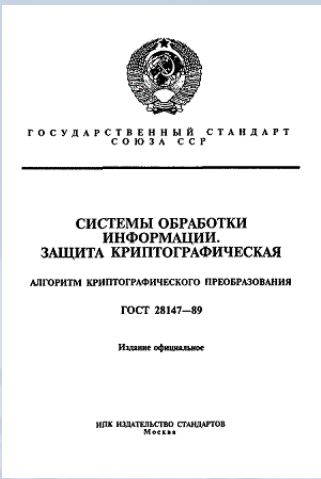 ГОСУДАРСТВЕННЫЙ СТАНДАРТ
СОЮЗА ССР
СИСТЕМЫ ОБРАБОТКИ
ИНФОРМАЦИИ.
ЗАЩИТА КРИПТОГРАФИЧЕСКАЯ
АЛГОРИТМ КРИПТОГРАФИЧЕСКОГО ПРЕОБРАЗОВАНИЯ
ГОСТ 28147—89
Издание официальное
ИПК ИЗДАТЕЛЬСТВО СТАНДАРТОВ
Москва